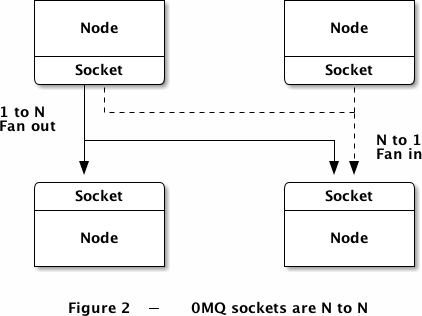 Node
Node
Socket
Socket
1 to N
Fan out
N to 1
Fan in
Socket
Socket
Node
Node
Figure 2 — 0MQ sockets are N to N